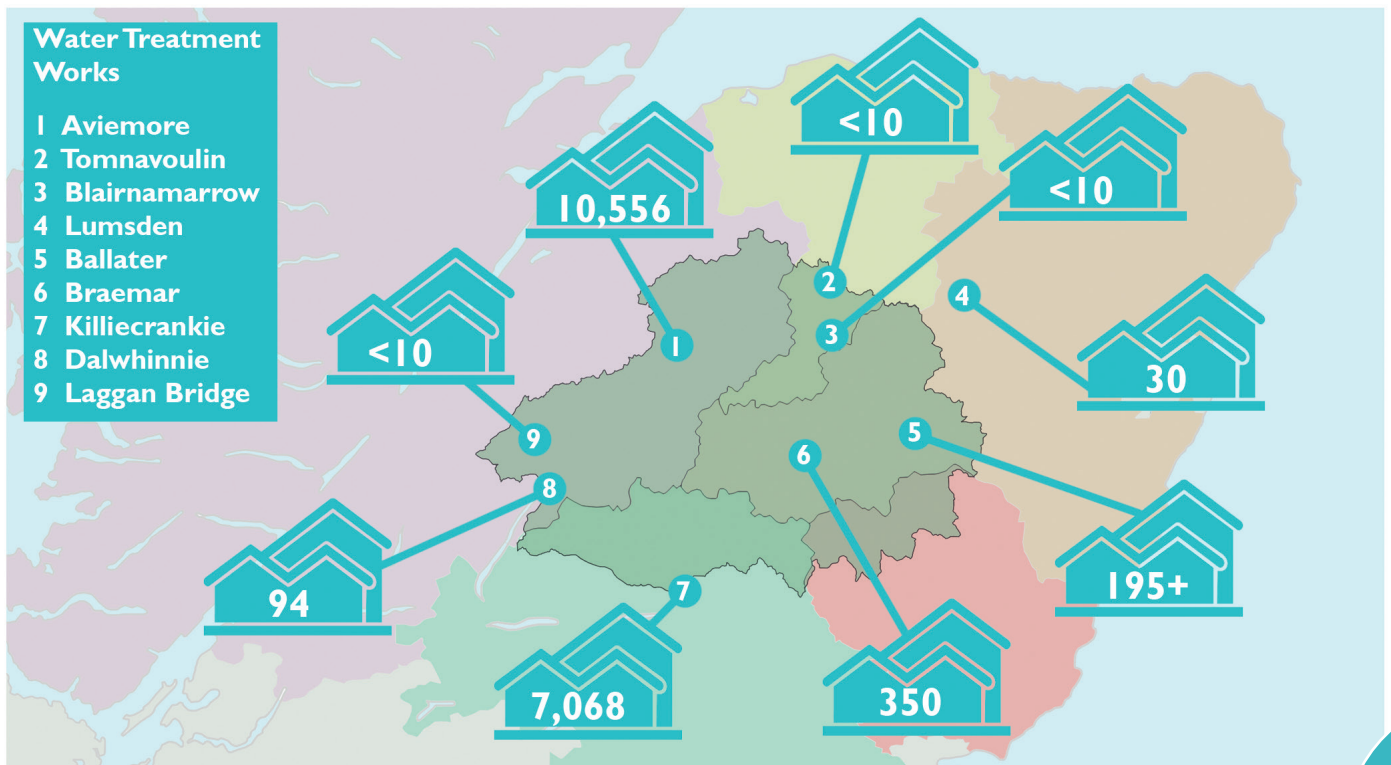 Water Treatment
Works
1 Aviemore
2 Tomnavoulin
3 Blairnamarrow
4 Lumsden
5 Ballater
6 Braemar
7 Killiecrankie
8 Dalwhinnie
9 Laggan Bridge
<10
<10
10,556
2
4
3
1
<10
30
9
5
6
8
195+
94
7
7,068
350